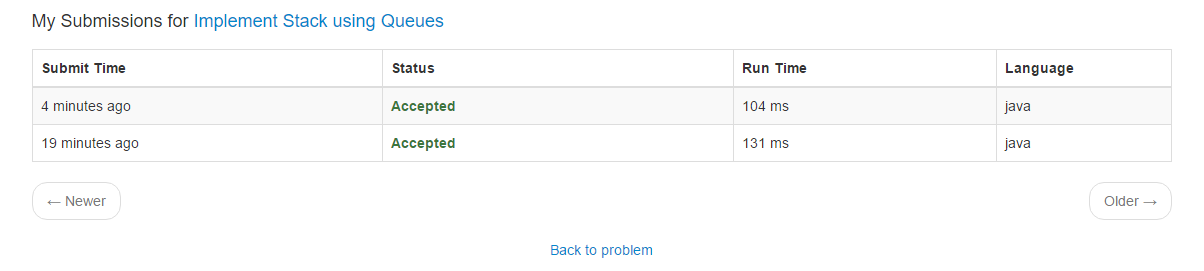 My Submissions for Implement Stack using Queues
Submit Time Status Run Time Language
4 minutes ago Accepted 104 ms java
19 minutes ago Accepted 131 ms java
← Newer Older →
Back to problem